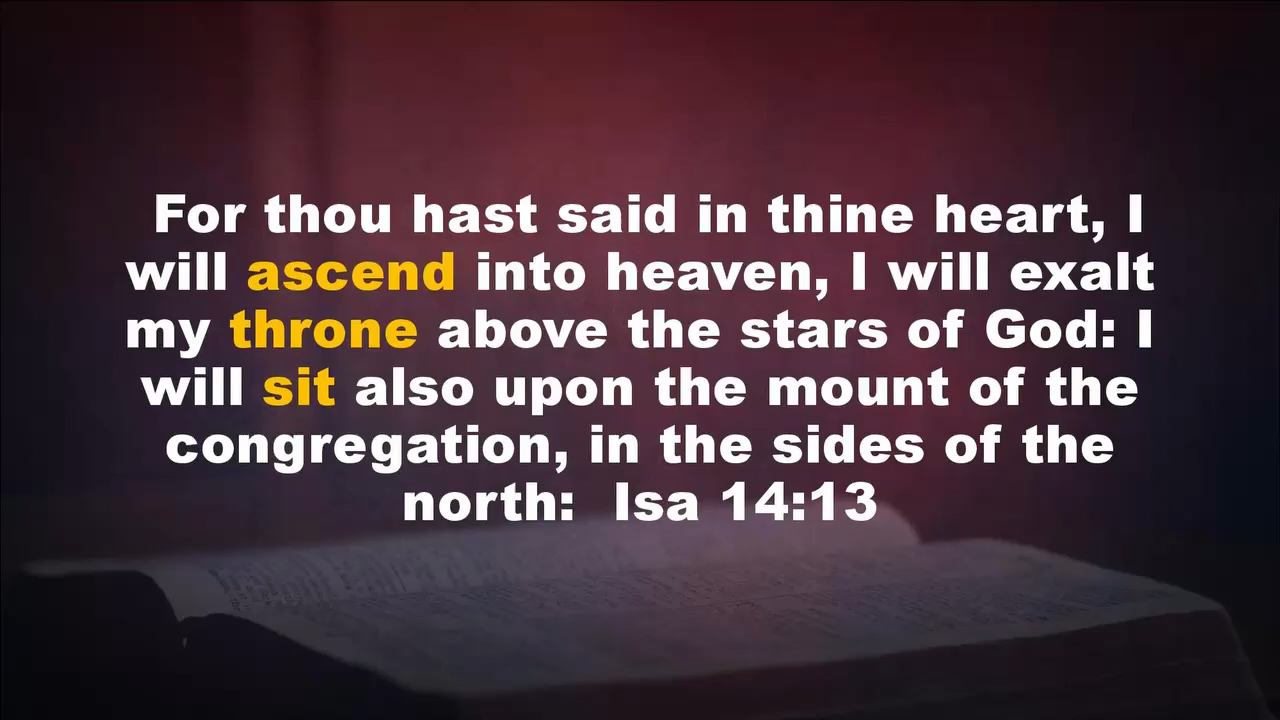 For thou hast said in thine heart, I
will ascend into heaven, I will exalt
my throne above the stars of God: I
will sit also upon the mount of the
congregation, in the sides of the
north:  Isa 14:13